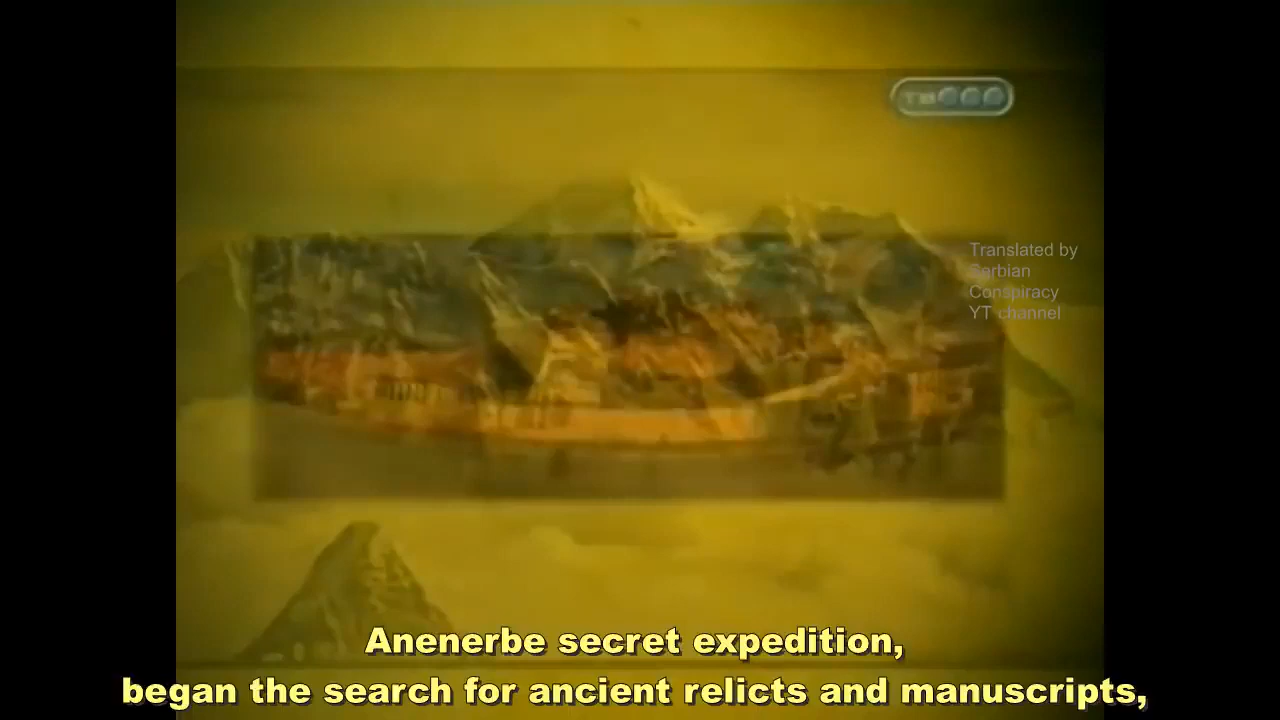 Translated by
Serbian
Conspiracy
YT channel
Anenerbe secret expedition,
began the search for ancient relicts and manuscripts,